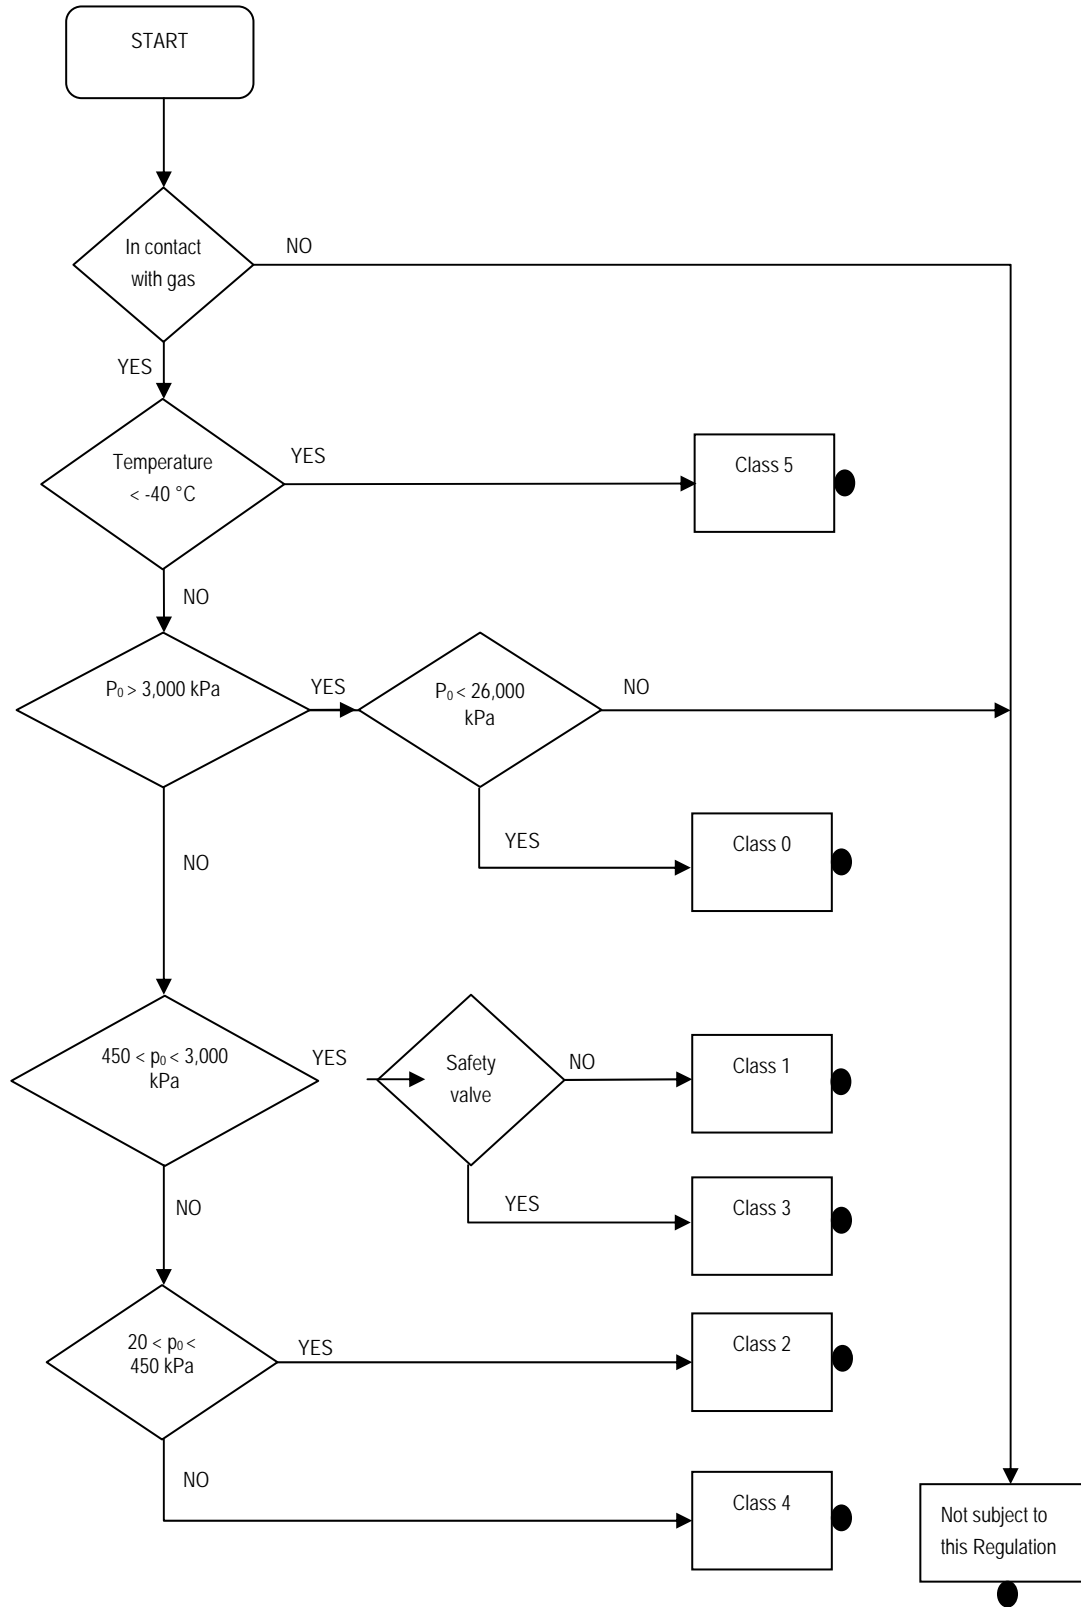 START
In contact
with gas
NO
YES
Temperature
< -40 °C
YES
Class 5
NO
P₀ > 3,000 kPa
YES
P₀ < 26,000
kPa
NO
YES
Class 0
NO
450 < p₀ < 3,000
kPa
YES
Safety
valve
NO
Class 1
YES
Class 3
NO
20 < p₀ <
450 kPa
YES
Class 2
NO
Class 4
Not subject to
this Regulation